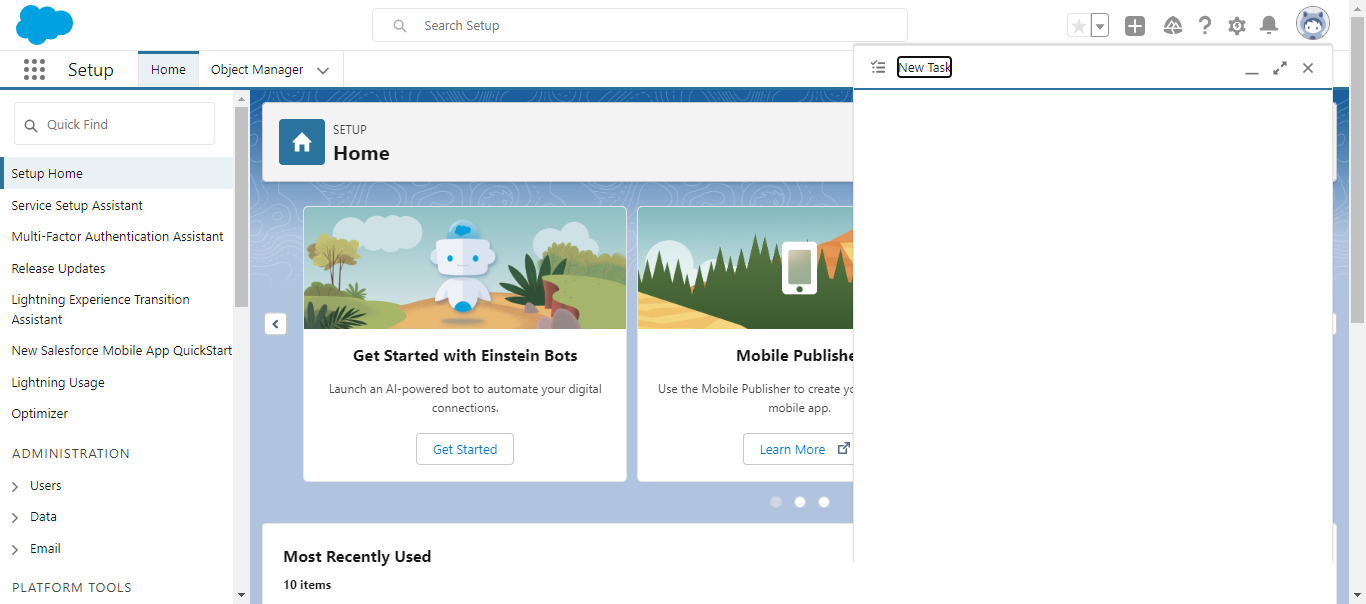 Search Setup
Setup
Home
Object Manager
New Task
Quick Find
Setup Home
Service Setup Assistant
Multi-Factor Authentication Assistant
Release Updates
Lightning Experience Transition
Assistant
New Salesforce Mobile App QuickStart
Lightning Usage
Optimizer
ADMINISTRATION
Users
Data
Email
PLATFORM TOOLS
SETUP
Home
Get Started with Einstein Bots
Launch an AI-powered bot to automate your digital
connections.
Get Started
Mobile Publishe
Use the Mobile Publisher to create
mobile app.
Learn More
Most Recently Used
10 items